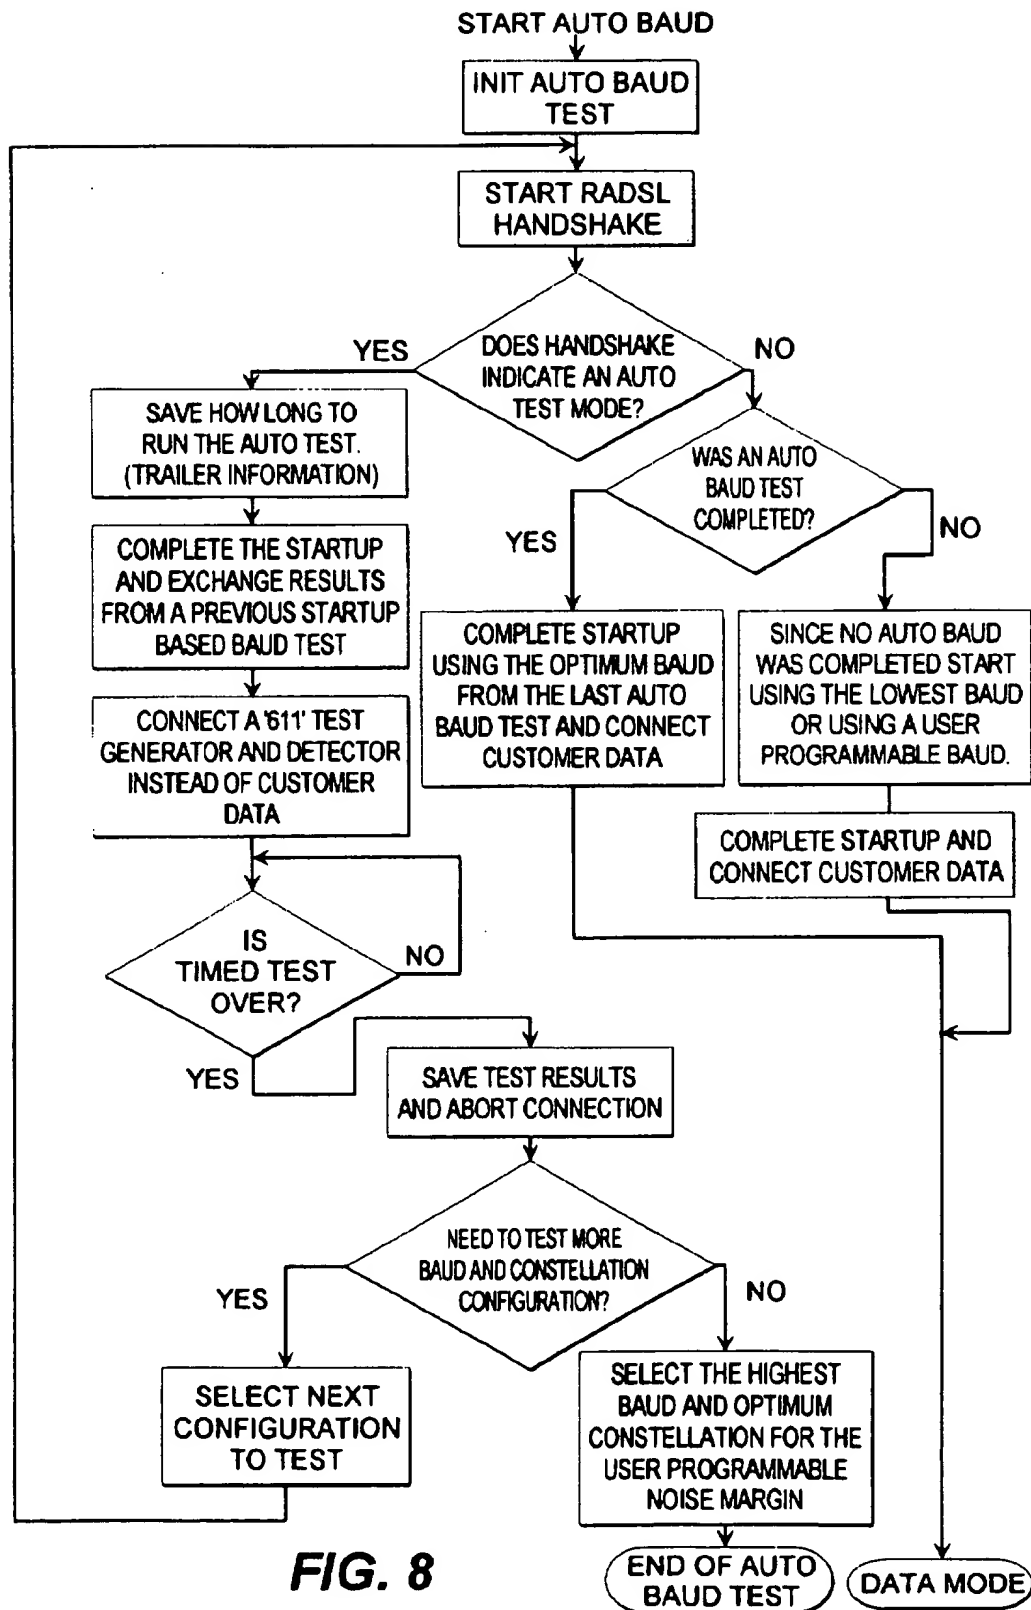 START AUTO BAUD
INIT AUTO BAUD
TEST
START RADSL
HANDSHAKE
DOES HANDSHAKE
INDICATE AN AUTO
TEST MODE?
YES
NO
SAVE HOW LONG TO
RUN THE AUTO TEST.
(TRAILER INFORMATION)
WAS AN AUTO
BAUD TEST
COMPLETED?
YES
NO
COMPLETE THE STARTUP
AND EXCHANGE RESULTS
FROM A PREVIOUS STARTUP
BASED BAUD TEST
COMPLETE STARTUP
USING THE OPTIMUM BAUD
FROM THE LAST AUTO
BAUD TEST AND CONNECT
CUSTOMER DATA
SINCE NO AUTO BAUD
WAS COMPLETED START
USING THE LOWEST BAUD
OR USING A USER
PROGRAMMABLE BAUD.
CONNECT A '611' TEST
GENERATOR AND DETECTOR
INSTEAD OF CUSTOMER
DATA
COMPLETE STARTUP AND
CONNECT CUSTOMER DATA
IS
TIMED TEST
OVER?
NO
YES
SAVE TEST RESULTS
AND ABORT CONNECTION
NEED TO TEST MORE
BAUD AND CONSTELLATION
CONFIGURATION?
YES
NO
SELECT NEXT
CONFIGURATION
TO TEST
SELECT THE HIGHEST
BAUD AND OPTIMUM
CONSTELLATION FOR THE
USER PROGRAMMABLE
NOISE MARGIN
FIG. 8
END OF AUTO
BAUD TEST
DATA MODE